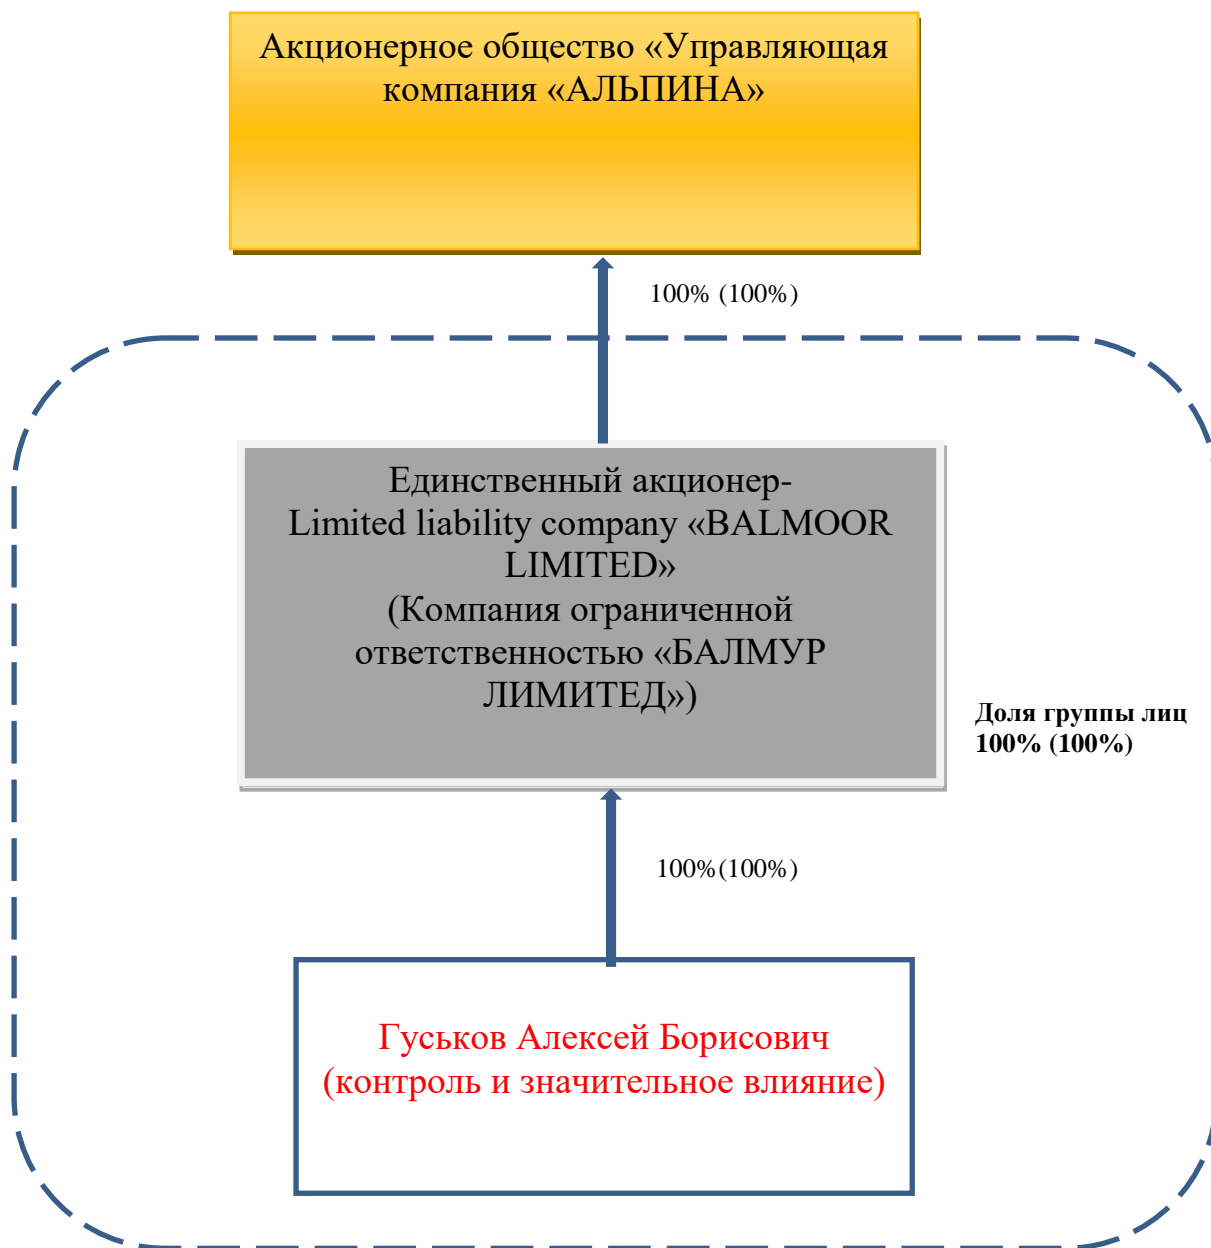 Акционерное общество «Управляющая
компания «АЛЬПИНА»
100% (100%)
Единственный акционер-
Limited liability company «BALMOOR
LIMITED»
(Компания ограниченной
ответственностью «БАЛМУР
ЛИМИТЕД»)
Доля группы лиц
100% (100%)
100%(100%)
Гуськов Алексей Борисович
(контроль и значительное влияние)